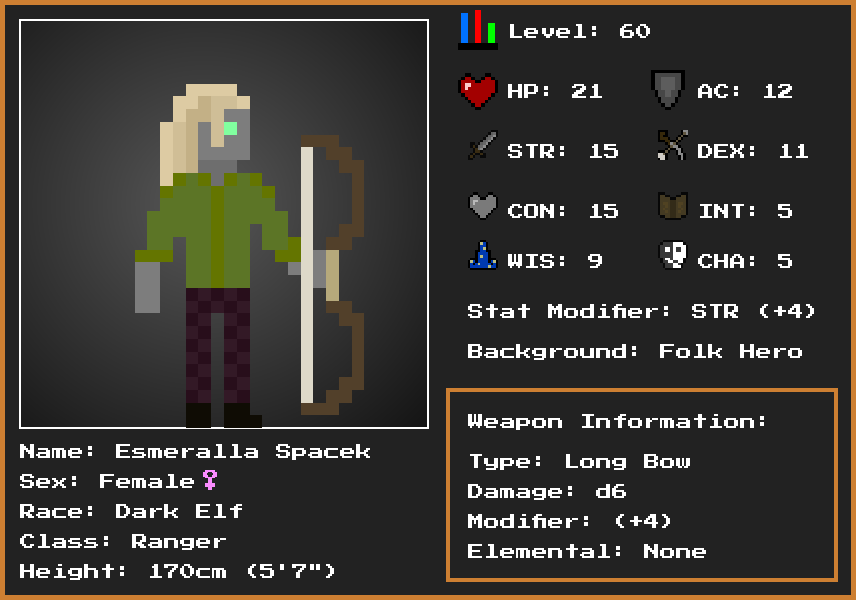 Level: 60
HP: 21 AC: 12
STR: 15 DEX: 11
CON: 15 INT: 5
WIS: 9 CHA: 5
Stat Modifier: STR (+4)
Background: Folk Hero
Weapon Information:
Type: Long Bow
Damage: d6
Modifier: (+4)
Elemental: None
Name: Esmeralla Spacek
Sex: Female♀
Race: Dark Elf
Class: Ranger
Height: 170cm (5'7")